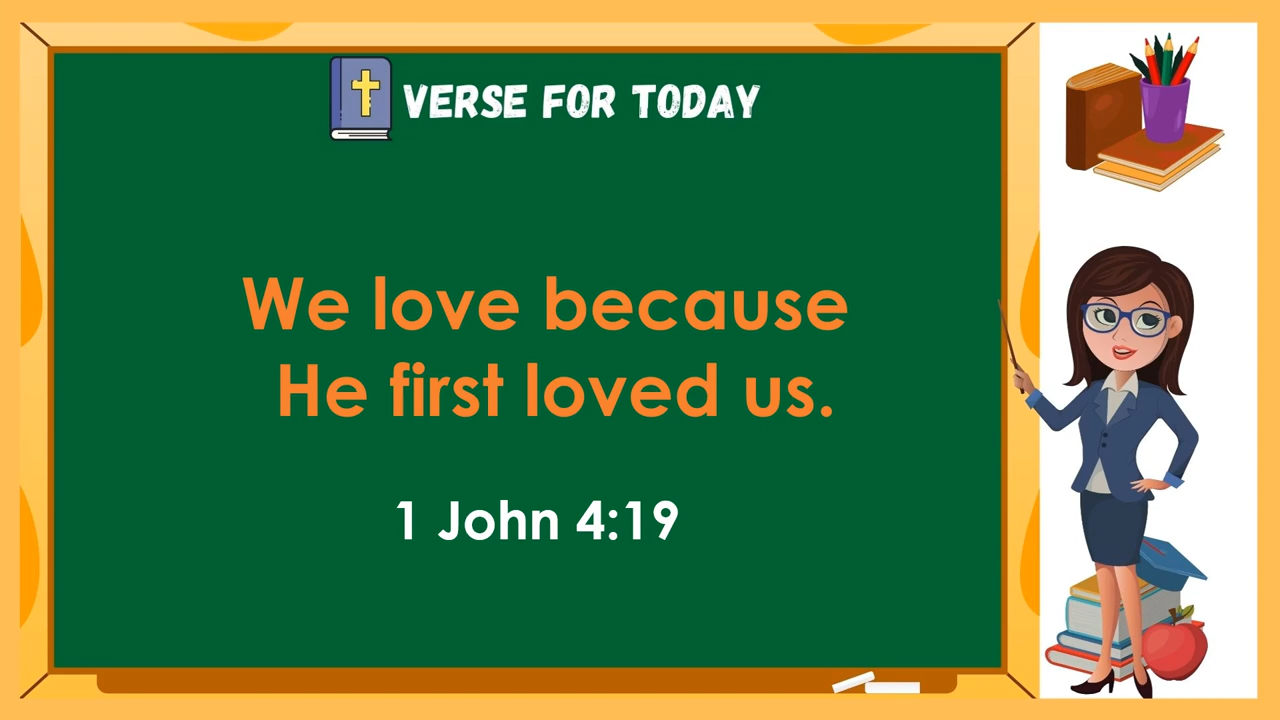 VERSE FOR TODAY
We love because
He first loved us.
1 John 4:19